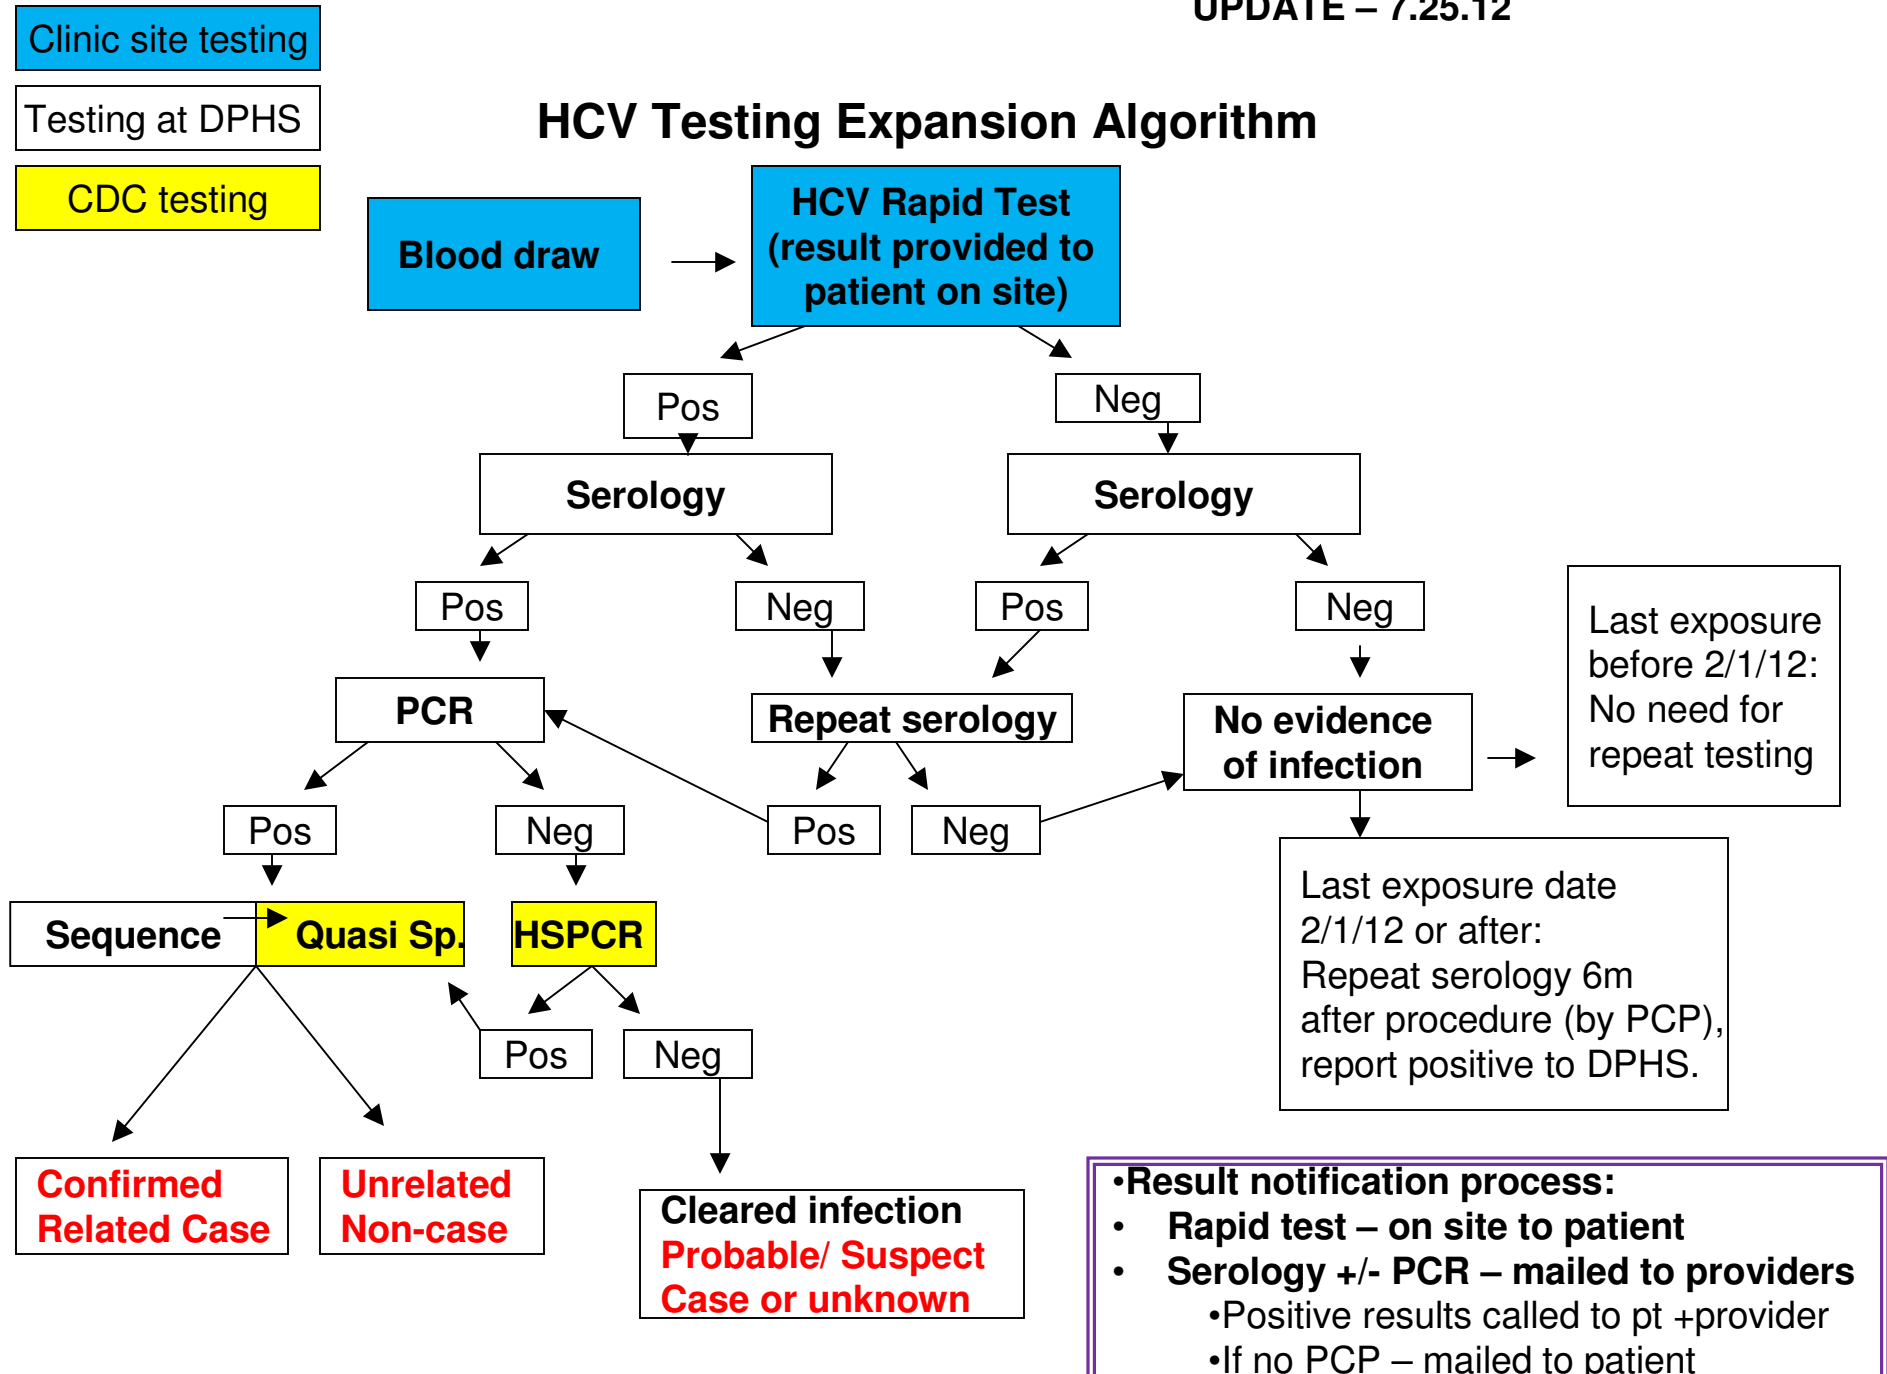 UPDATE – 7.25.12
Clinic site testing
Testing at DPHS
CDC testing
HCV Testing Expansion Algorithm
Blood draw
HCV Rapid Test
(result provided to
patient on site)
Pos
Neg
Serology
Serology
Pos
Neg
Pos
Neg
Last exposure
before 2/1/12:
No need for
repeat testing
PCR
Repeat serology
No evidence
of infection
Pos
Neg
Pos
Neg
Last exposure date
2/1/12 or after:
Repeat serology 6m
after procedure (by PCP),
report positive to DPHS.
Sequence
Quasi Sp.
HSPCR
Pos
Neg
Confirmed
Related Case
Unrelated
Non-case
Cleared infection
Probable/ Suspect
Case or unknown
•Result notification process:
• Rapid test – on site to patient
• Serology +/- PCR – mailed to providers
•Positive results called to pt +provider
•If no PCP – mailed to patient